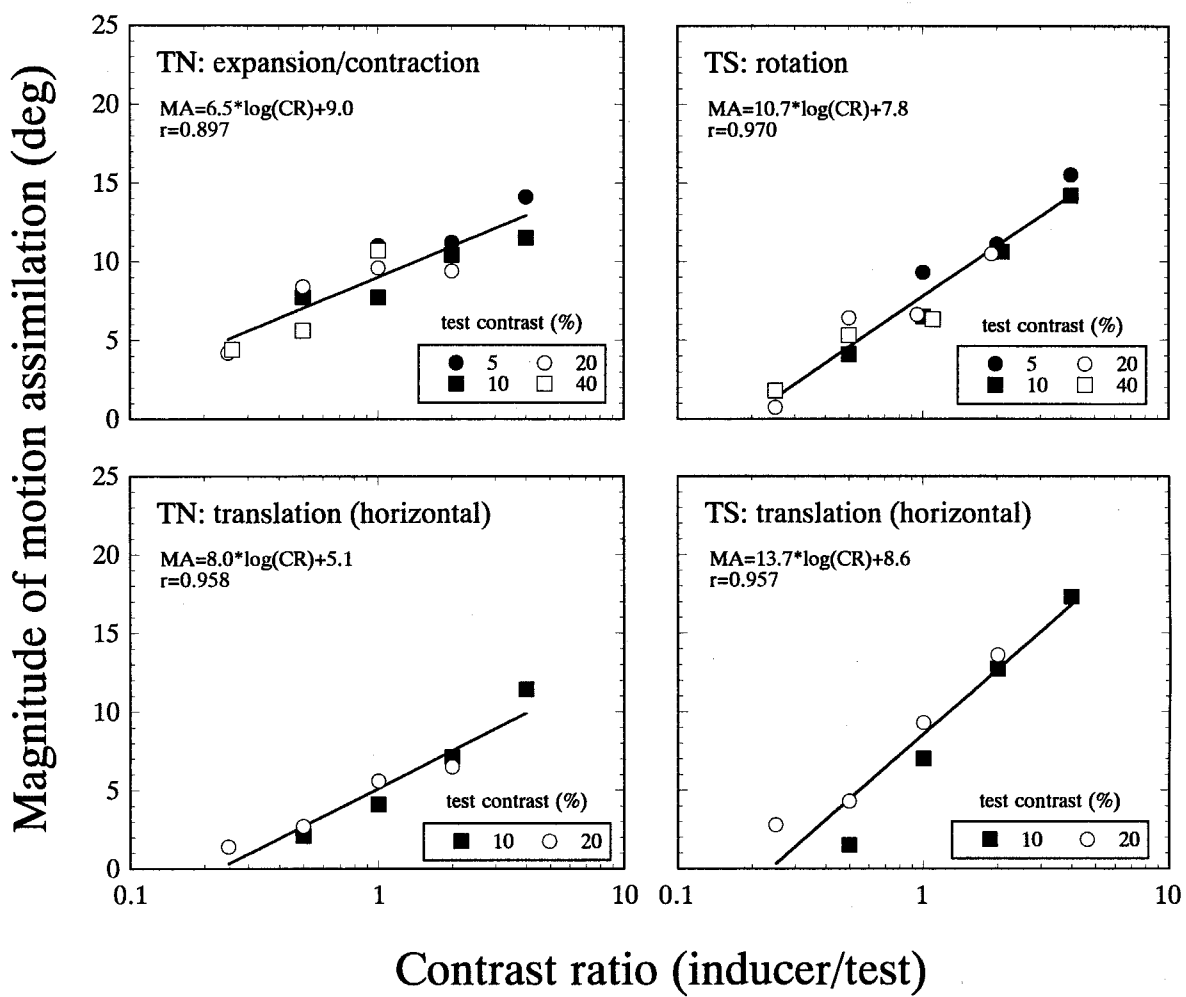 Magnitude of motion assimilation (deg)
25
20
15
10
5
0
TN: expansion/contraction
MA=6.5*log(CR)+9.0
r=0.897
test contrast (%)
5 20
10 40
TS: rotation
MA=10.7*log(CR)+7.8
r=0.970
test contrast (%)
5 20
10 40
25
20
15
10
5
0
TN: translation (horizontal)
MA=8.0*log(CR)+5.1
r=0.958
test contrast (%)
10 20
0.1 1 10
TS: translation (horizontal)
MA=13.7*log(CR)+8.6
r=0.957
test contrast (%)
10 20
0.1 1 10
Contrast ratio (inducer/test)